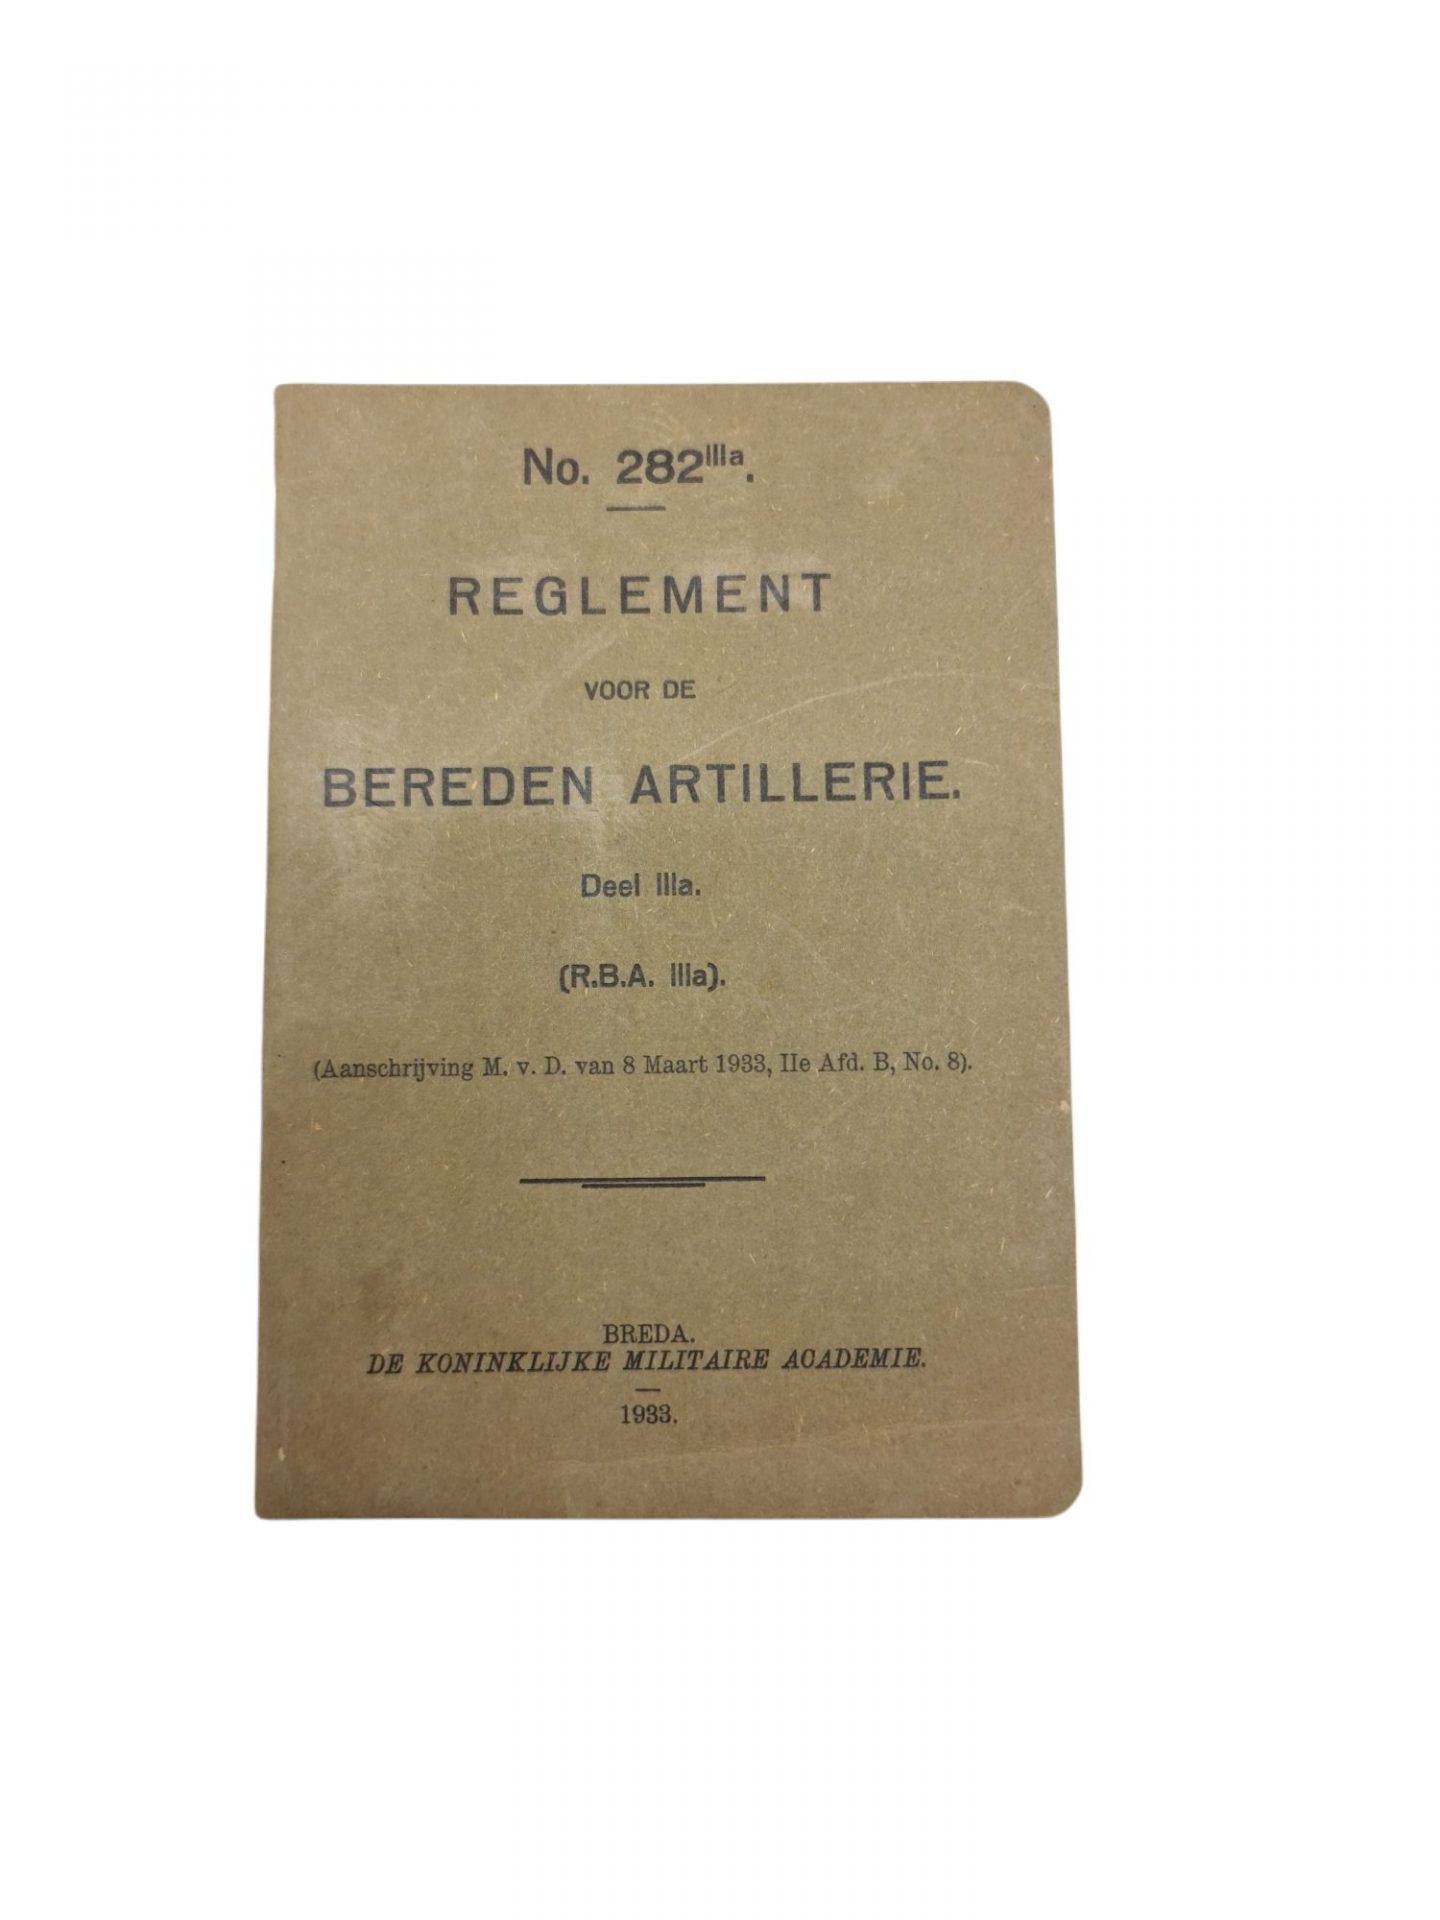 No. 282IIIa.
REGLEMENT
VOOR DE
BEREDEN ARTILLERIE.
Deel IIIa.
(R.B.A. IIIa).
(Aanschrijving M. v. D. van 8 Maart 1933, IIe Afd. B, No. 8).
BREDA.
DE KONINKLIJKE MILITAIRE ACADEMIE.
1933.